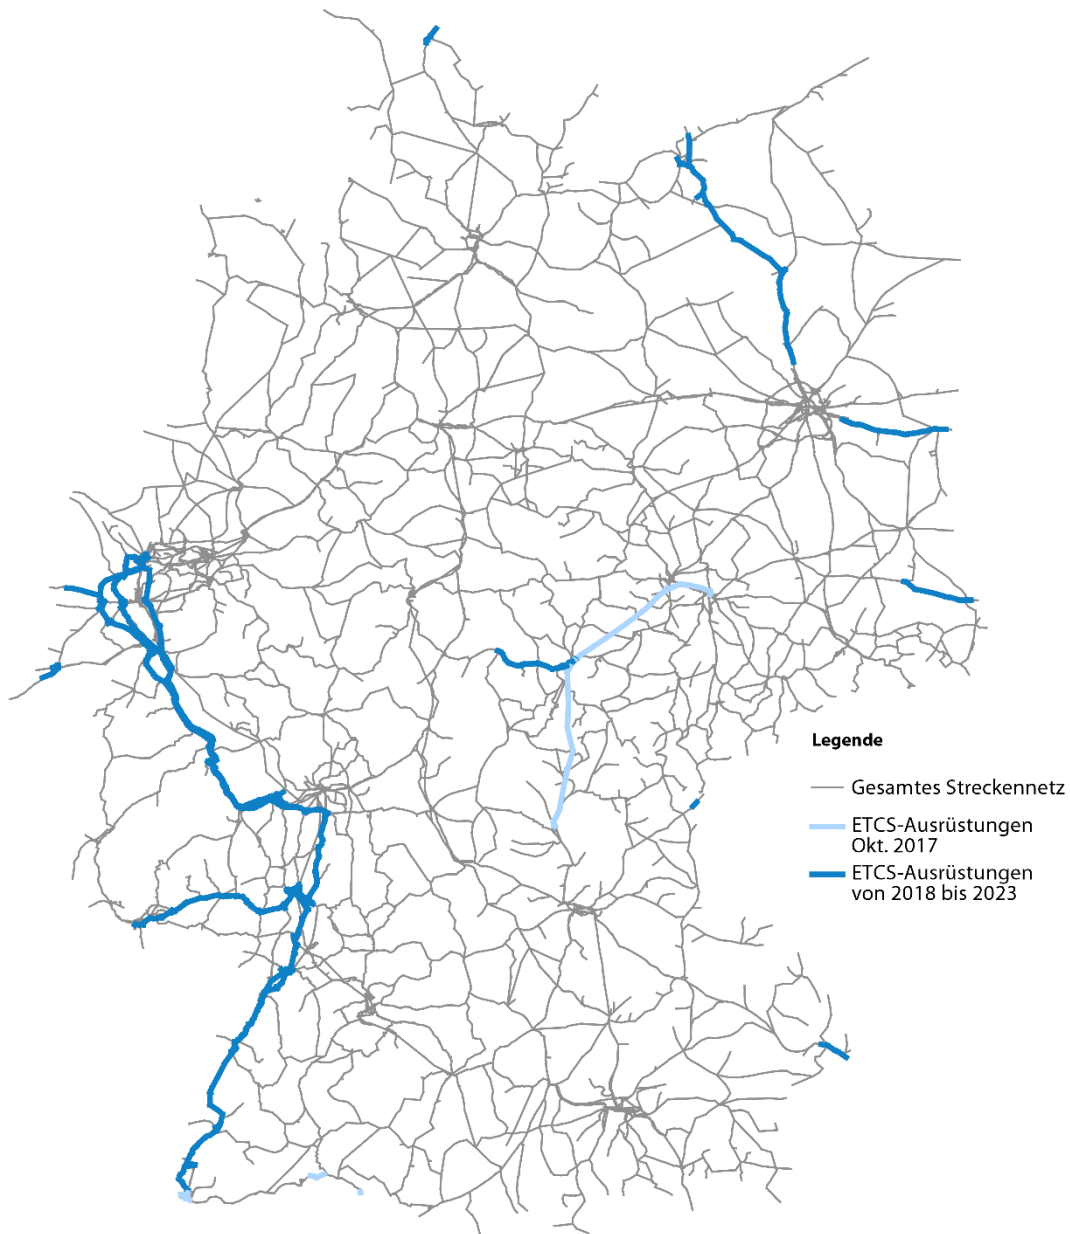 Legende
Gesamtes Streckennetz
ETCS-Ausrüstungen
Okt. 2017
ETCS-Ausrüstungen
von 2018 bis 2023